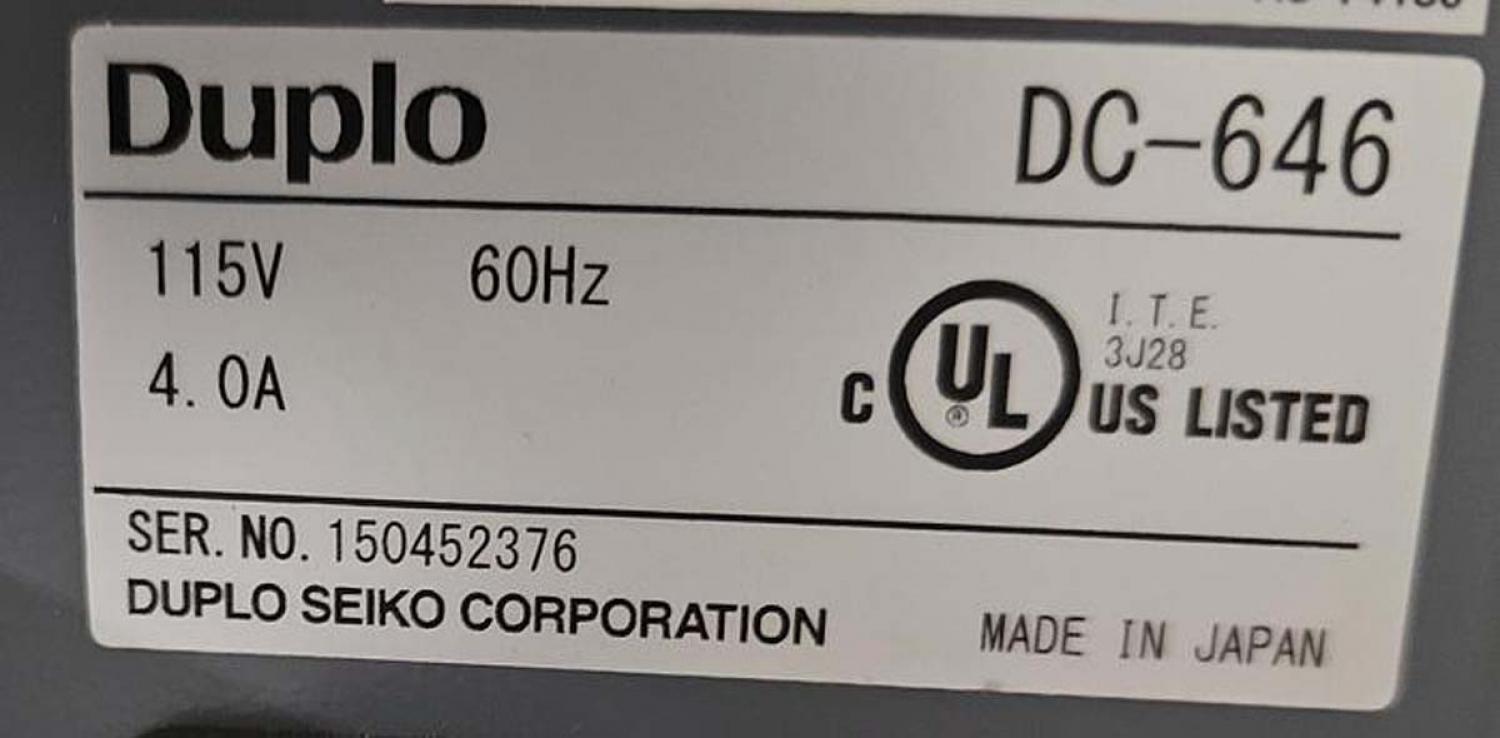 Duplo DC-646
115V 60Hz
4.0A
I.T.E.
3J28
C UL ® US LISTED
SER. NO. 150452376
DUPLO SEIKO CORPORATION MADE IN JAPAN